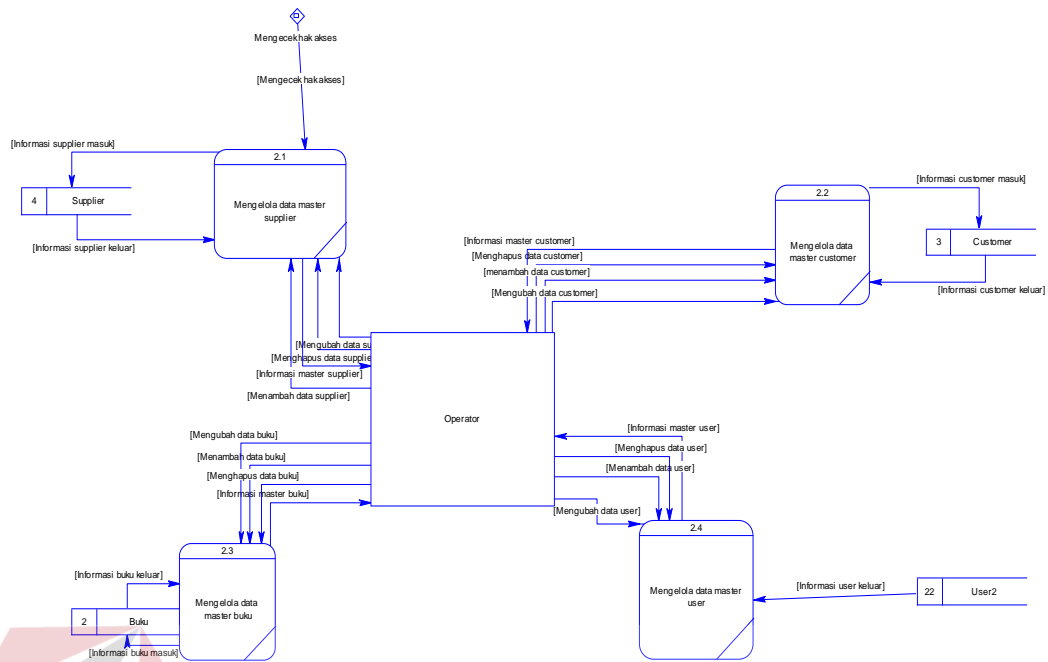 Mengecek hak akses
[Mengecek hak akses]
[Informasi supplier masuk]
2.1
Mengelola data master
supplier
4
Supplier
[Informasi supplier keluar]
2.2
Mengelola data
master customer
[Informasi customer masuk]
3
Customer
[Informasi customer keluar]
[Informasi master customer]
[Menghapus data customer]
[menambah data customer]
[Mengubah data customer]
[Mengubah data su
[Menghapus data supplie
[Informasi master supplier]
[Menambah data supplier]
Operator
[Mengubah data buku]
[Menambah data buku]
[Menghapus data buku]
[Informasi master buku]
[Informasi master user]
[Menghapus data user]
[Menambah data user]
[Mengubah data user]
2.3
Mengelola data
master buku
[Informasi buku keluar]
2
Buku
[Informasi buku masuk]
2.4
Mengelola data master
user
[Informasi user keluar]
22
User2